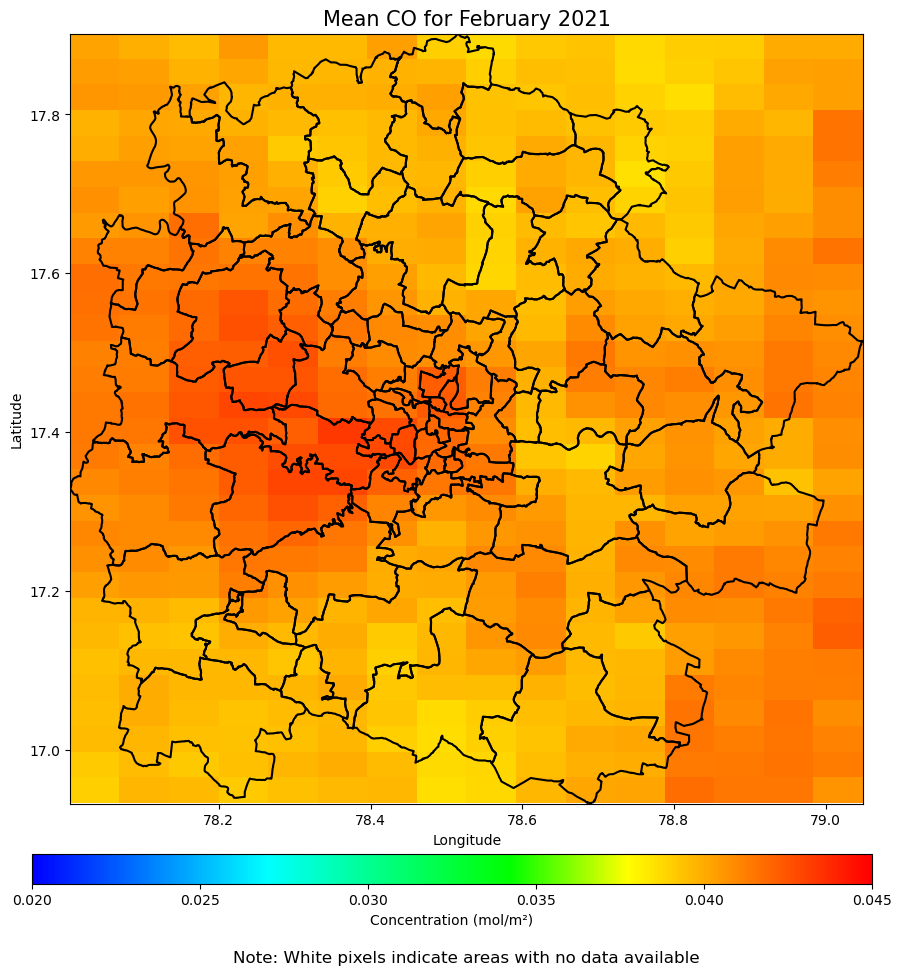 Mean CO for February 2021
17.8
17.6
17.4
17.2
17.0
Latitude
78.2 78.4 78.6 78.8 79.0
Longitude
0.020 0.025 0.030 0.035 0.040 0.045
Concentration (mol/m²)
Note: White pixels indicate areas with no data available